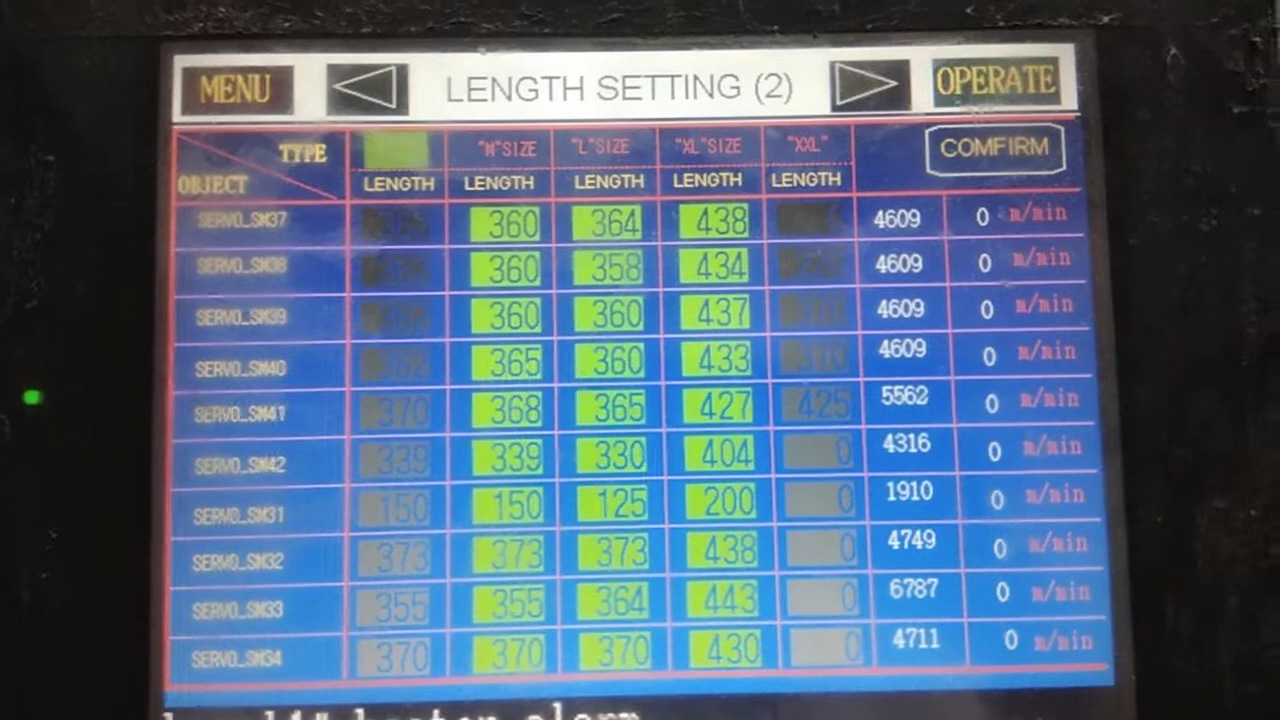 MENU LENGTH SETTING (2) OPERATE
TYPE "M"SIZE "L"SIZE "XL"SIZE "XXL" COMFIRM
OBJECT LENGTH LENGTH LENGTH LENGTH LENGTH
SERVO_SM37 360 364 438 4609 0 m/min
SERVO_SM38 360 358 434 4609 0 m/min
SERVO_SM39 360 360 437 4609 0 m/min
SERVO_SM40 365 360 433 370 4609 0 m/min
SERVO_SM41 370 368 365 427 425 5562 0 m/min
SERVO_SM42 339 339 330 404 0 4316 0 m/min
SERVO_SM31 150 150 125 200 0 1910 0 m/min
SERVO_SM32 373 373 373 438 0 4749 0 m/min
SERVO_SM33 355 355 364 443 0 6787 0 m/min
SERVO_SM34 370 370 370 430 0 4711 0 m/min
heater alarm